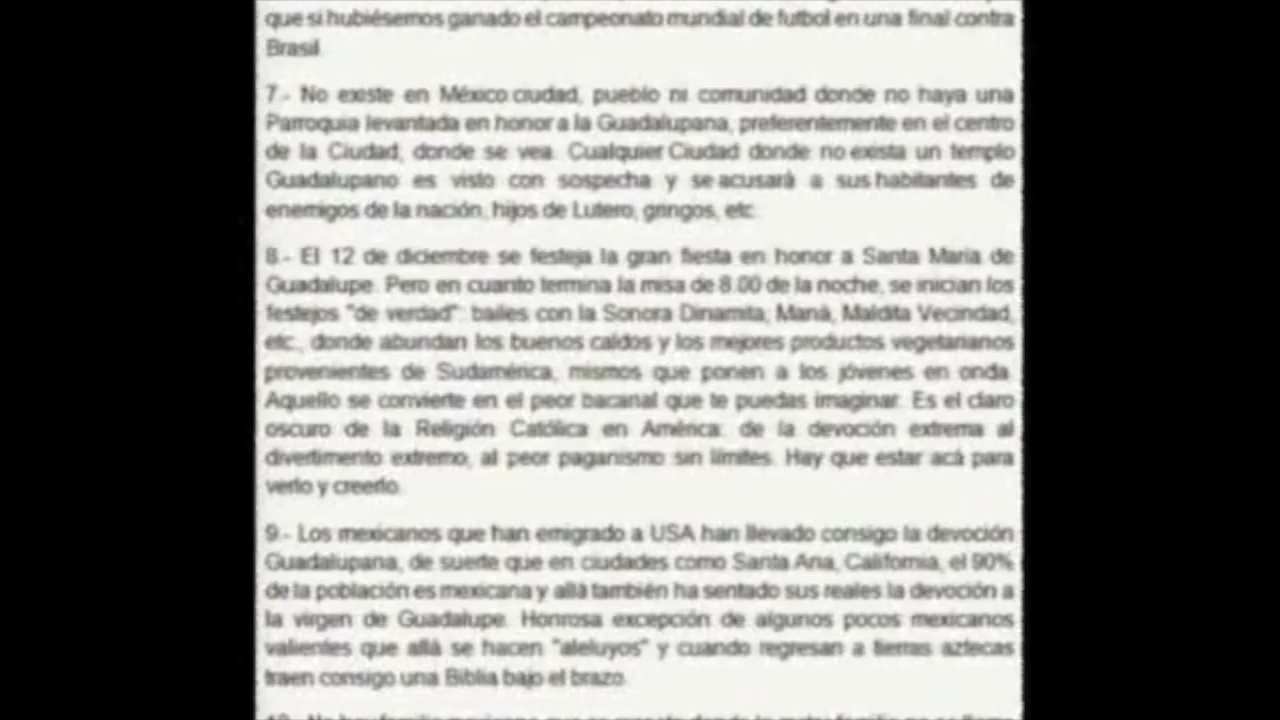 que si hubiésemos ganado el campeonato mundial de futbol en una final contra
Brasil.
7.- No existe en México ciudad, pueblo ni comunidad donde no haya una
Parroquia levantada en honor a la Guadalupana, preferentemente en el centro
de la Ciudad, donde se vea. Cualquier Ciudad donde no exista un templo
Guadalupano es visto con sospecha y se acusará a sus habitantes de
enemigos de la nación, hijos de Lutero, gringos, etc.
8.- El 12 de diciembre se festeja la gran fiesta en honor a Santa María de
Guadalupe. Pero en cuanto termina la misa de 8.00 de la noche, se inician los
festejos "de verdad": bailes con la Sonora Dinamita, Maná, Maldita Vecindad,
etc., donde abundan los buenos caldos y los mejores productos vegetarianos
provenientes de Sudamérica, mismos que ponen a los jóvenes en onda.
Aquello se convierte en el peor bacanal que te puedas imaginar. Es el claro
oscuro de la Religión Católica en América: de la devoción extrema al
divertimento extremo, al peor paganismo sin límites. Hay que estar acá para
verlo y creerlo.
9.- Los mexicanos que han emigrado a USA han llevado consigo la devoción
Guadalupana, de suerte que en ciudades como Santa Ana, California, el 90%
de la población es mexicana y allá también ha sentado sus reales la devoción a
la virgen de Guadalupe. Honrosa excepción de algunos pocos mexicanos
valientes que allá se hacen "aleluyos" y cuando regresan a tierras aztecas
traen consigo una Biblia bajo el brazo.